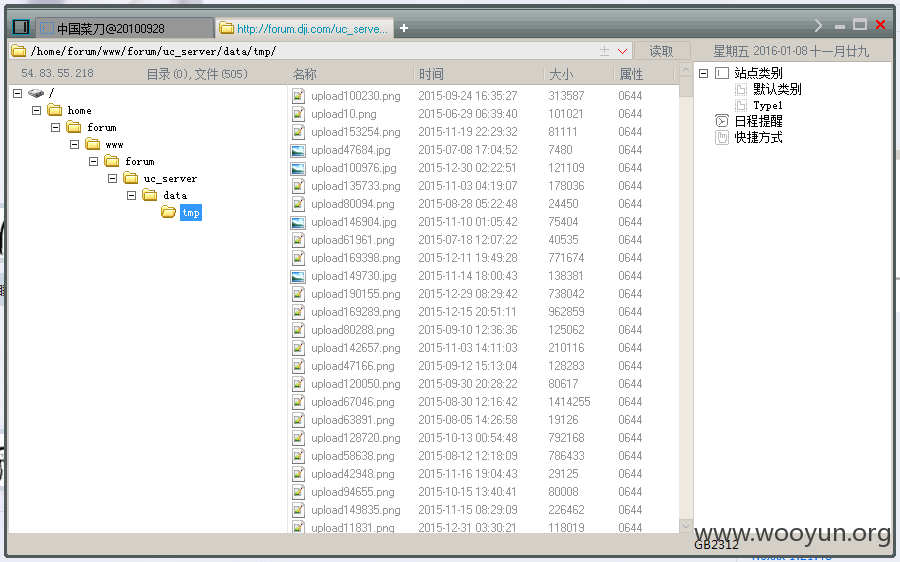 中国菜刀@20100928 http://forum.dji.com/uc_serve...
/home/forum/www/forum/uc_server/data/tmp/ 读取 星期五 2016-01-08 十一月廿九
54.83.55.218 目录(0),文件(505) 名称 时间 大小 属性
/
home
forum
www
forum
uc_server
data
tmp
upload100230.png 2015-09-24 16:35:27 313587 0644
upload10.png 2015-06-29 06:39:40 101021 0644
upload153254.png 2015-11-19 22:29:32 81111 0644
upload47684.jpg 2015-07-08 17:04:52 7480 0644
upload100976.jpg 2015-12-30 02:22:51 121109 0644
upload135733.png 2015-11-03 04:19:07 178036 0644
upload80094.png 2015-08-28 05:22:48 24450 0644
upload146904.jpg 2015-11-10 01:05:42 75404 0644
upload61961.png 2015-07-18 12:07:22 40535 0644
upload169398.png 2015-12-11 19:49:28 771674 0644
upload149730.jpg 2015-11-14 18:00:43 138381 0644
upload190155.png 2015-12-29 08:29:42 738042 0644
upload169289.png 2015-12-15 20:51:11 962859 0644
upload80288.png 2015-09-10 12:36:36 125062 0644
upload142657.png 2015-11-03 14:11:03 210116 0644
upload47166.png 2015-09-12 15:13:04 128283 0644
upload120050.png 2015-09-30 20:28:22 80617 0644
upload67046.png 2015-08-30 12:16:42 1414255 0644
upload63891.png 2015-08-05 14:26:58 19126 0644
upload128720.png 2015-10-13 00:54:48 792168 0644
upload58638.png 2015-08-12 12:18:09 786433 0644
upload42948.png 2015-11-16 19:04:43 29125 0644
upload94655.png 2015-10-15 13:40:41 80008 0644
upload149835.png 2015-11-15 08:29:09 226462 0644
upload11831.png 2015-12-31 03:30:21 118019 0644
站点类别
默认类别
Type1
日程提醒
快捷方式
www.wooyun.org
GB2312